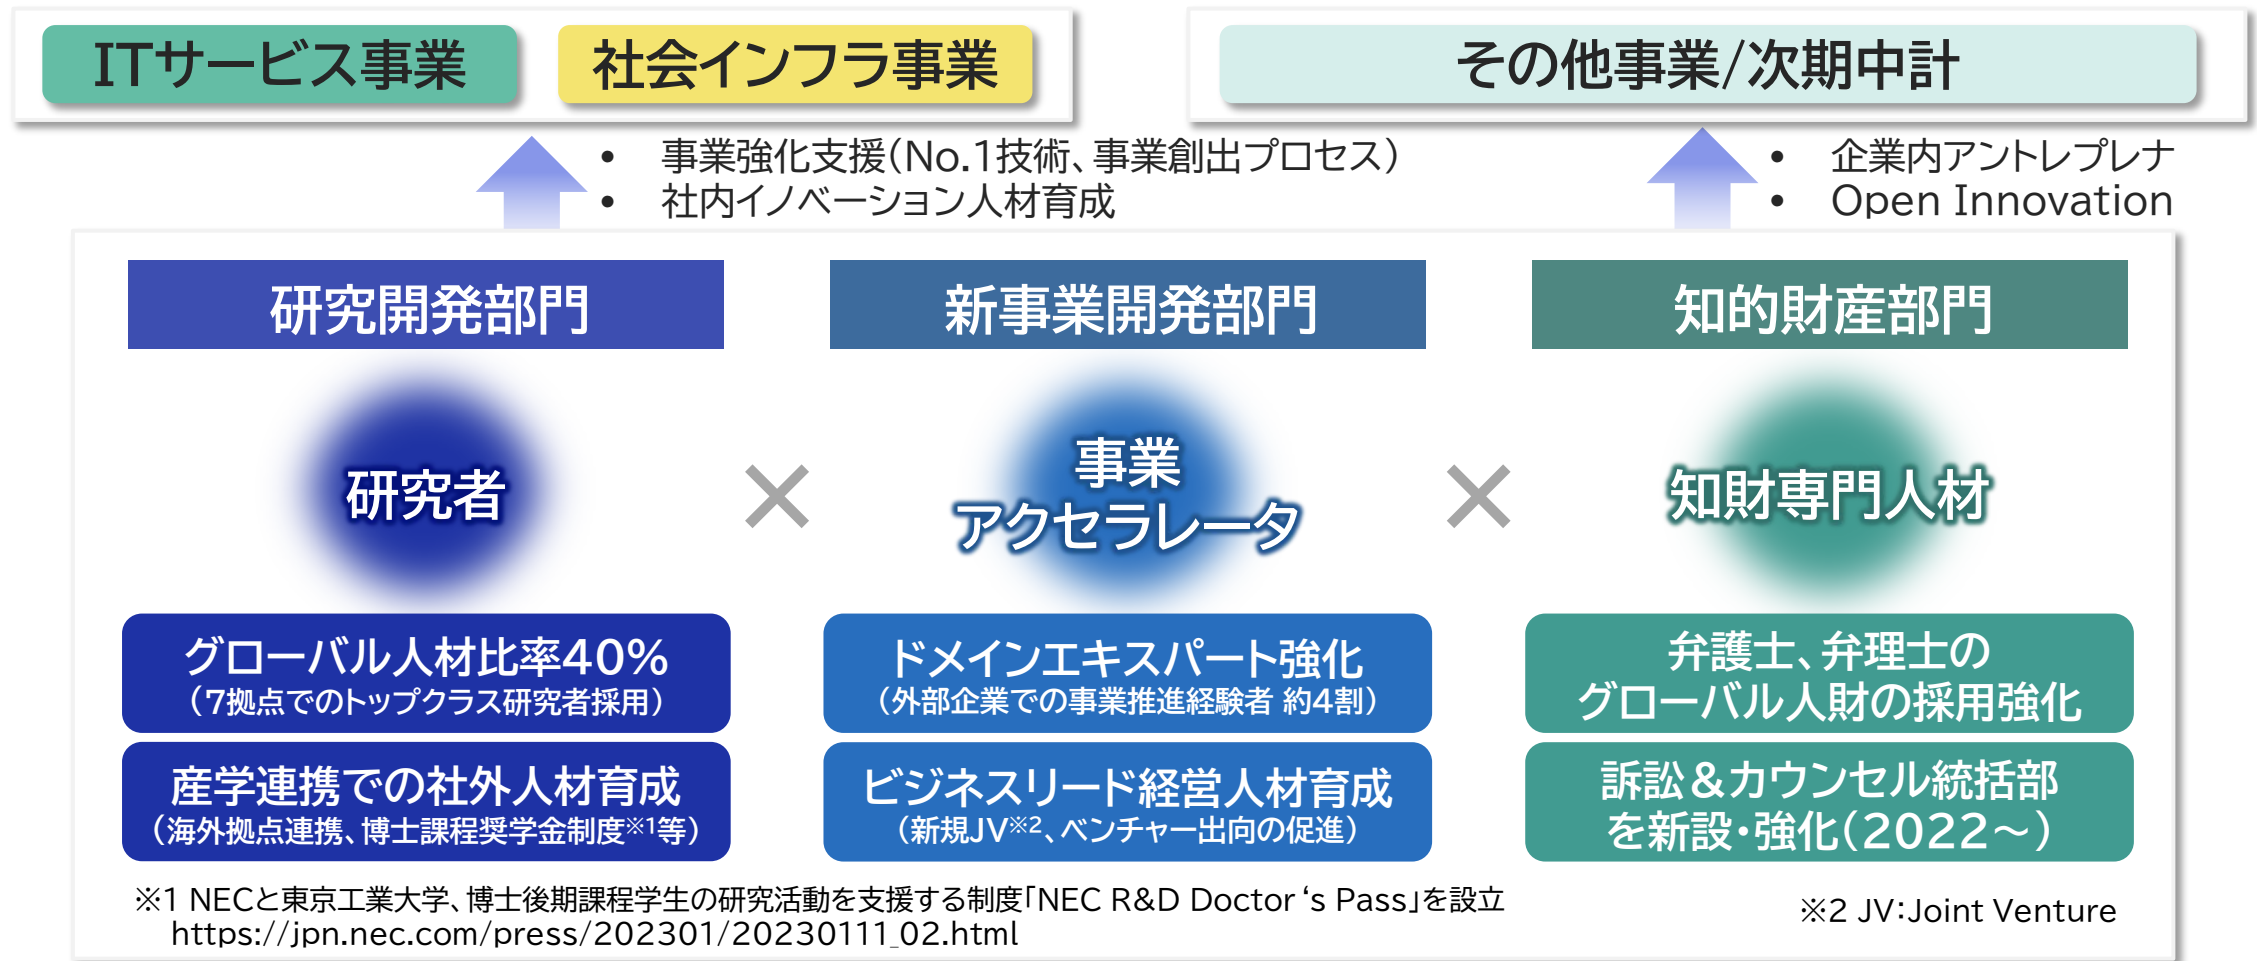 ITサービス事業
社会インフラ事業
その他事業/次期中計
• 事業強化支援（No.1技術、事業創出プロセス）
• 社内イノベーション人材育成
• 企業内アントレプレナ
• Open Innovation
研究開発部門
新事業開発部門
知的財産部門
研究者
×
事業
アクセラレータ
×
知財専門人材
グローバル人材比率40%
（7拠点でのトップクラス研究者採用）
ドメインエキスパート強化
（外部企業での事業推進経験者 約4割）
弁護士、弁理士の
グローバル人財の採用強化
産学連携での社外人材育成
（海外拠点連携、博士課程奨学金制度※1等）
ビジネスリード経営人材育成
（新規JV※2、ベンチャー出向の促進）
訴訟＆カウンセル統括部
を新設・強化（2022～）
※1 NECと東京工業大学、博士後期課程学生の研究活動を支援する制度「NEC R&D Doctor‘s Pass」を設立
https://jpn.nec.com/press/202301/20230111_02.html
※2 JV：Joint Venture